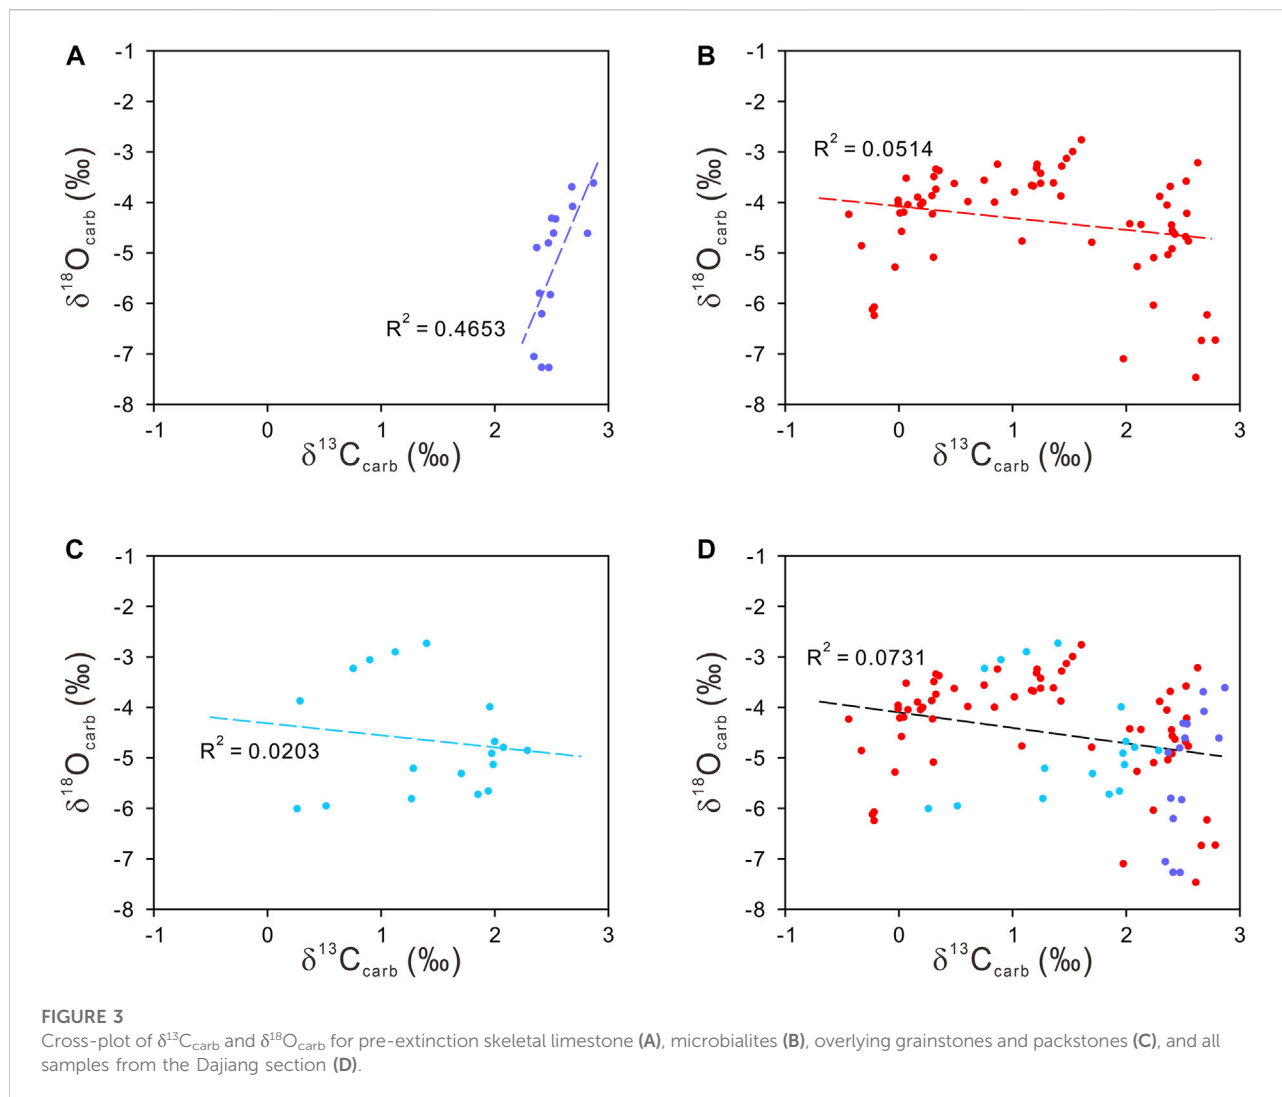 A
-1
-2
-3
-4
-5
-6
-7
-8
-1 0 1 2 3
δ¹⁸Ocarb (‰)
δ¹³Ccarb (‰)
R² = 0.4653
B
-1
-2
-3
-4
-5
-6
-7
-8
-1 0 1 2 3
δ¹⁸Ocarb (‰)
δ¹³Ccarb (‰)
R² = 0.0514
C
-1
-2
-3
-4
-5
-6
-7
-8
-1 0 1 2 3
δ¹⁸Ocarb (‰)
δ¹³Ccarb (‰)
R² = 0.0203
D
-1
-2
-3
-4
-5
-6
-7
-8
-1 0 1 2 3
δ¹⁸Ocarb (‰)
δ¹³Ccarb (‰)
R² = 0.0731
FIGURE 3
Cross-plot of δ¹³Ccarb and δ¹⁸Ocarb for pre-extinction skeletal limestone (A), microbialites (B), overlying grainstones and packstones (C), and all
samples from the Dajiang section (D).